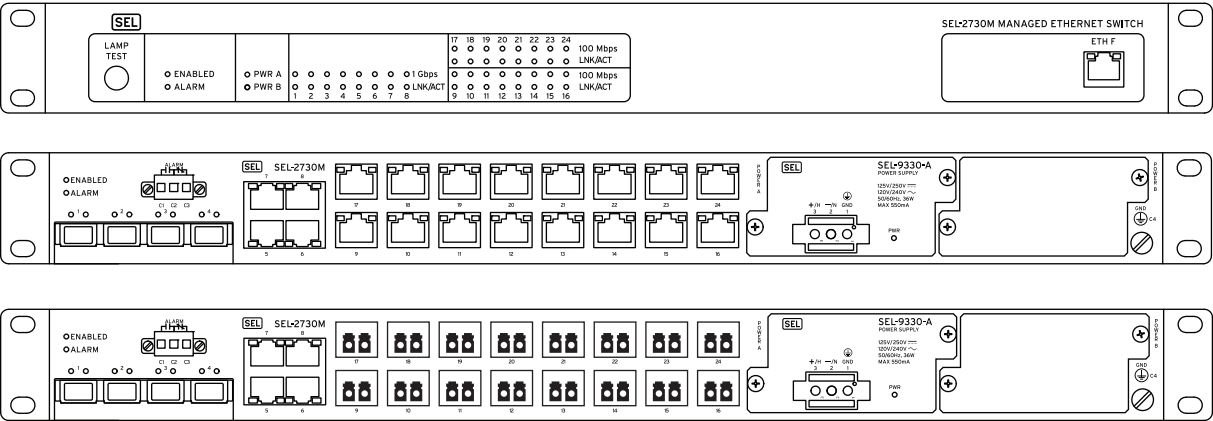 SEL
SEL-2730M MANAGED ETHERNET SWITCH
LAMP
TEST
ENABLED
ALARM
PWR A
PWR B
17 18 19 20 21 22 23 24
100 Mbps
LNK/ACT
1 Gbps
100 Mbps
LNK/ACT
LNK/ACT
1 2 3 4 5 6 7 8
9 10 11 12 13 14 15 16
ETH F
ENABLED
ALARM
ALARM
C1 C2 C3
1 2 3 4
SEL SEL-2730M
7 8
5 6
17 18 19 20 21 22 23 24
9 10 11 12 13 14 15 16
POWER A
SEL
SEL-9330-A
POWER SUPPLY
125V/250V
120V/240V
50/60Hz, 36W
MAX 550mA
+/H —/N GND
3 2 1
PWR
POWER B
GND
C4
ENABLED
ALARM
ALARM
C1 C2 C3
1 2 3 4
SEL SEL-2730M
7 8
5 6
17 18 19 20 21 22 23 24
9 10 11 12 13 14 15 16
POWER A
SEL
SEL-9330-A
POWER SUPPLY
125V/250V
120V/240V
50/60Hz, 36W
MAX 550mA
+/H —/N GND
3 2 1
PWR
POWER B
GND
C4